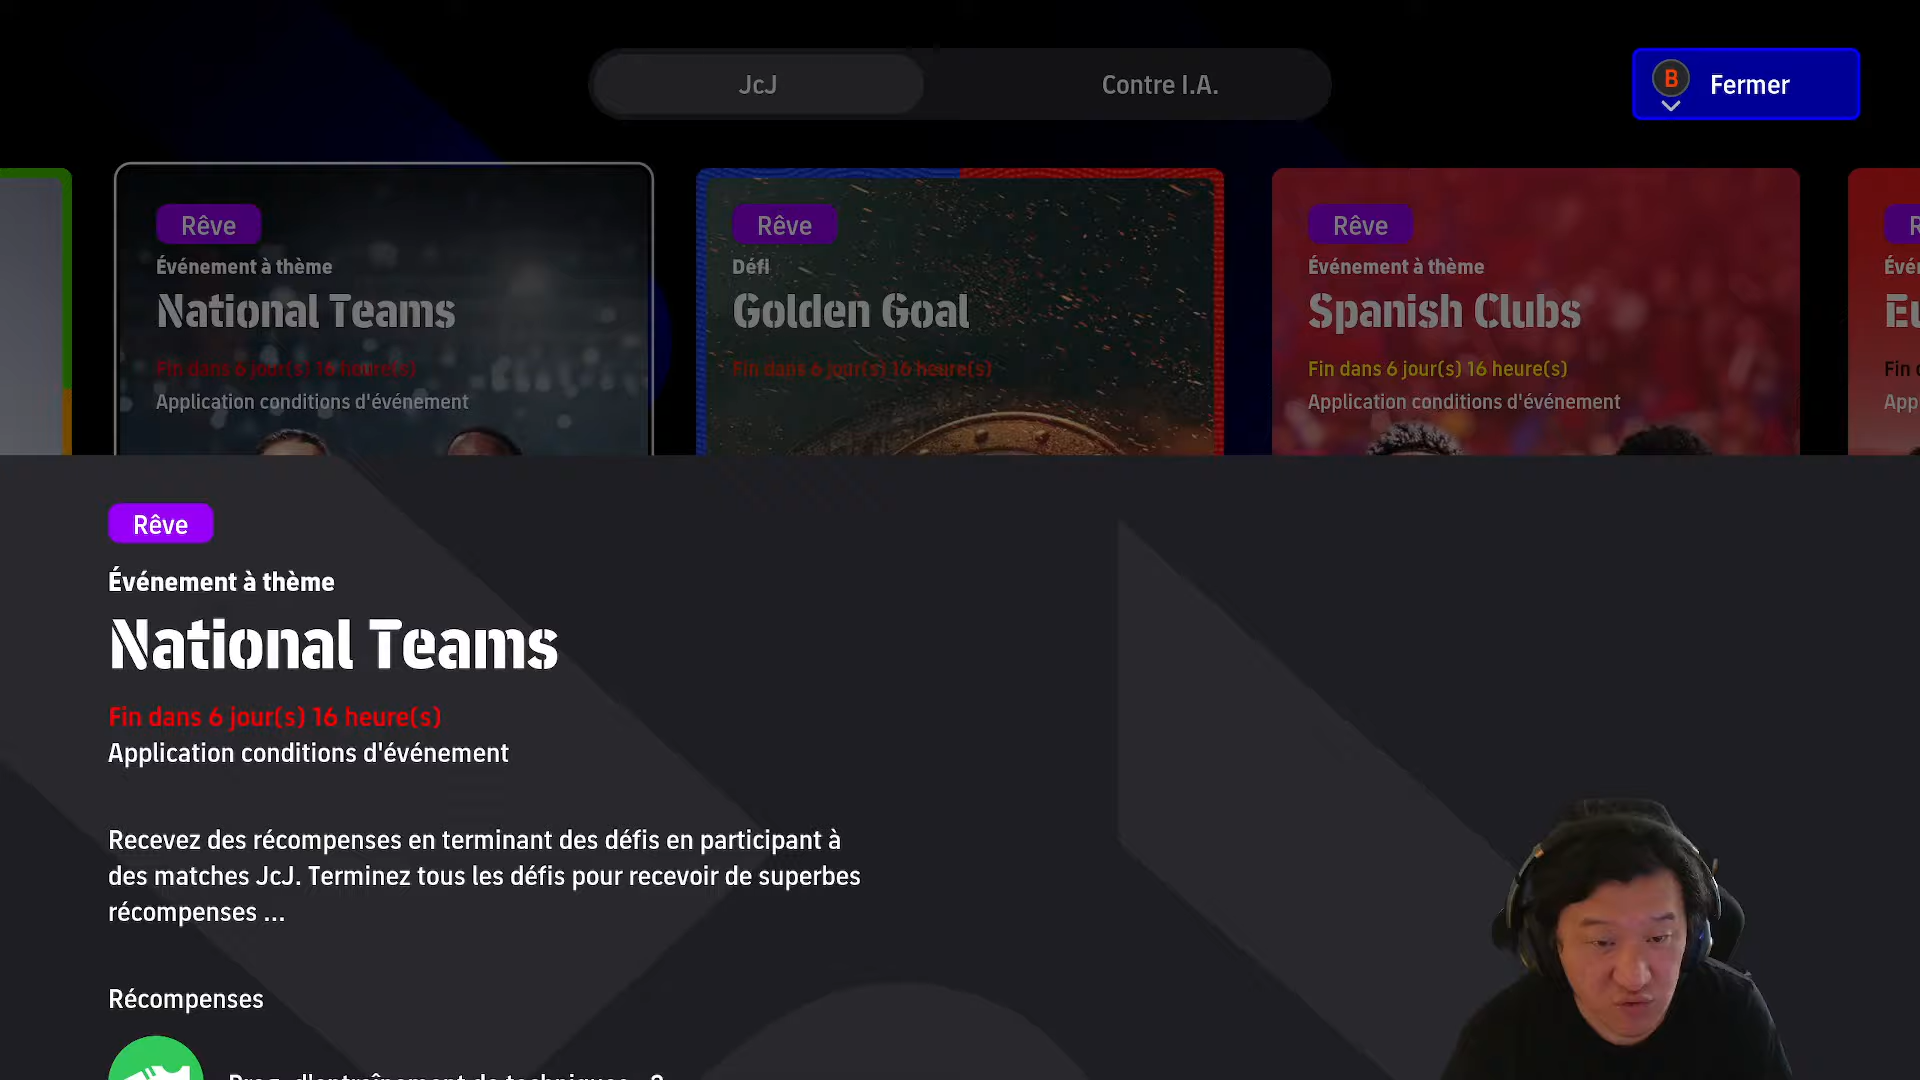 JcJ
Contre I.A.
B
Fermer
Rêve
Événement à thème
National Teams
Fin dans 6 jour(s) 16 heure(s)
Application conditions d'événement
Rêve
Défi
Golden Goal
Fin dans 6 jour(s) 16 heure(s)
Rêve
Événement à thème
Spanish Clubs
Fin dans 6 jour(s) 16 heure(s)
Application conditions d'événement
Rêve
Événement à thème
National Teams
Fin dans 6 jour(s) 16 heure(s)
Application conditions d'événement
Recevez des récompenses en terminant des défis en participant à
des matches JcJ. Terminez tous les défis pour recevoir de superbes
récompenses ...
Récompenses